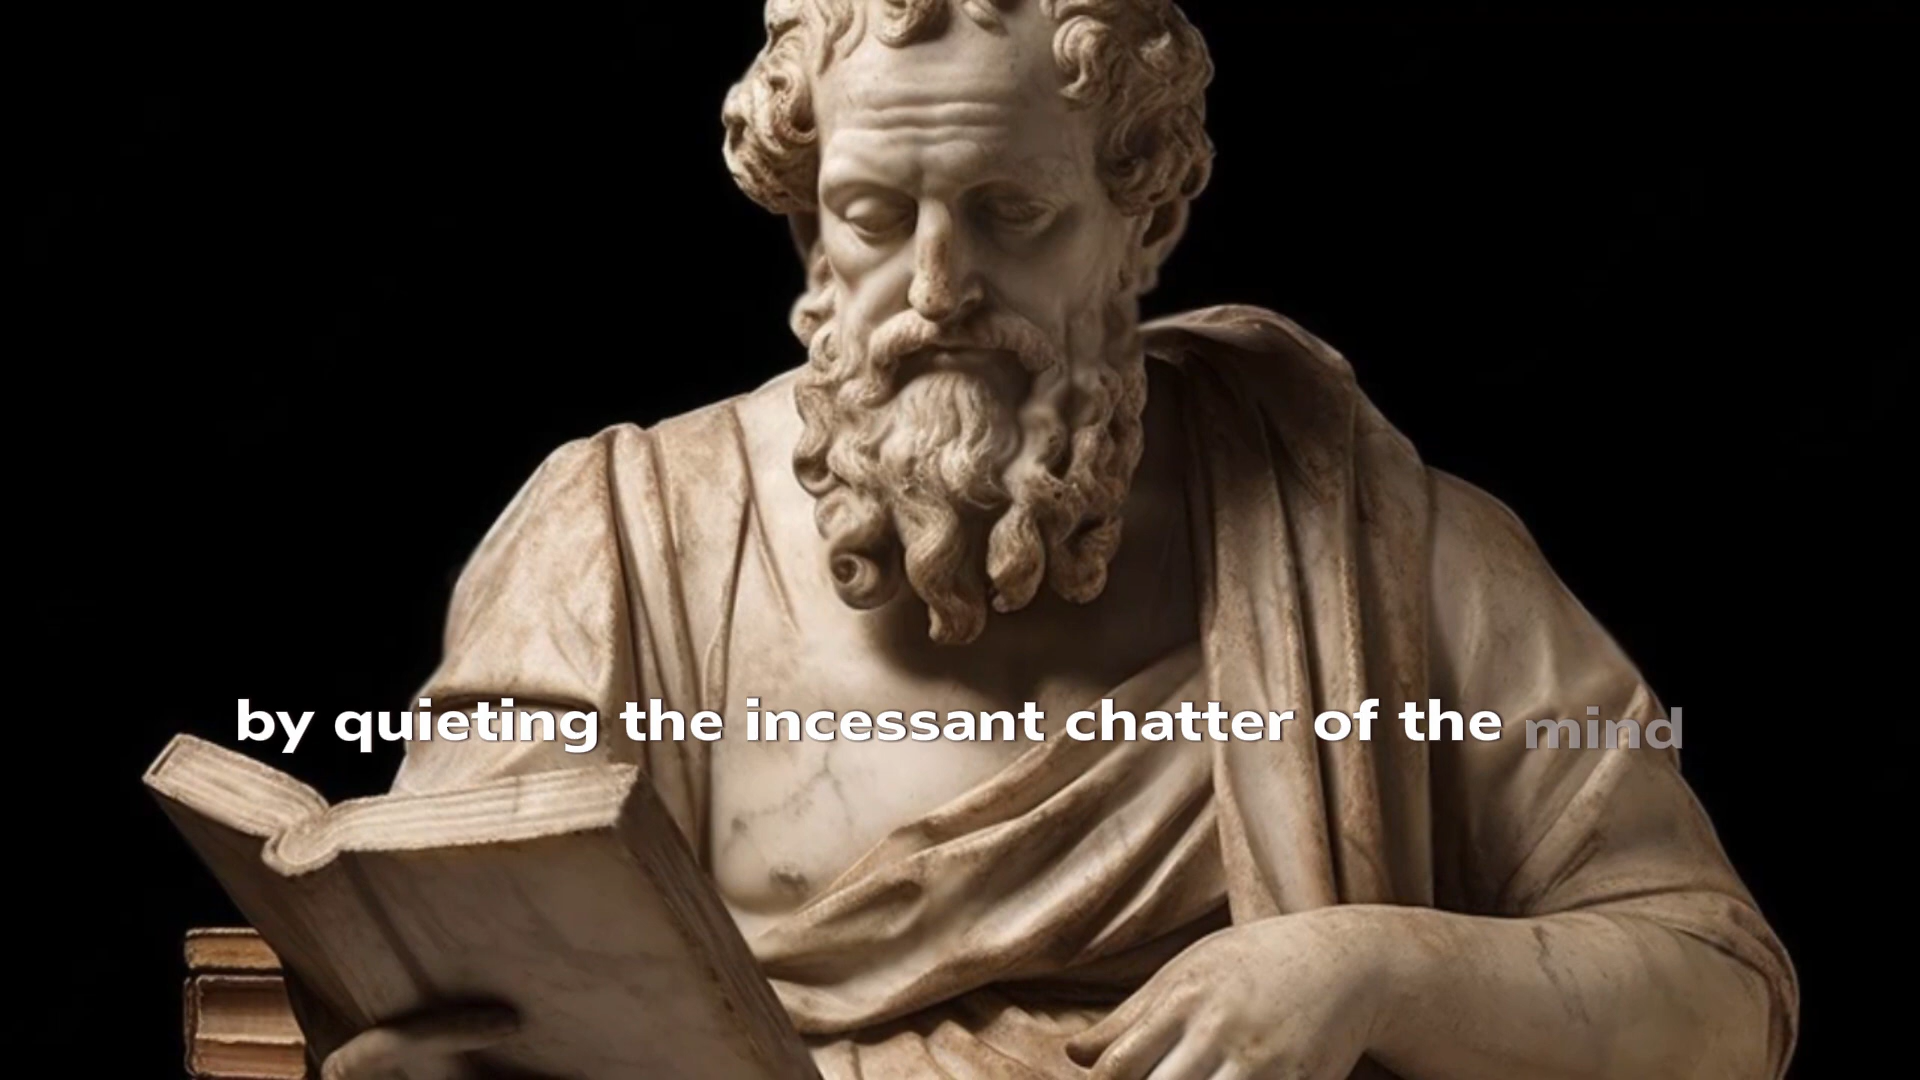 by quieting the incessant chatter of the mind